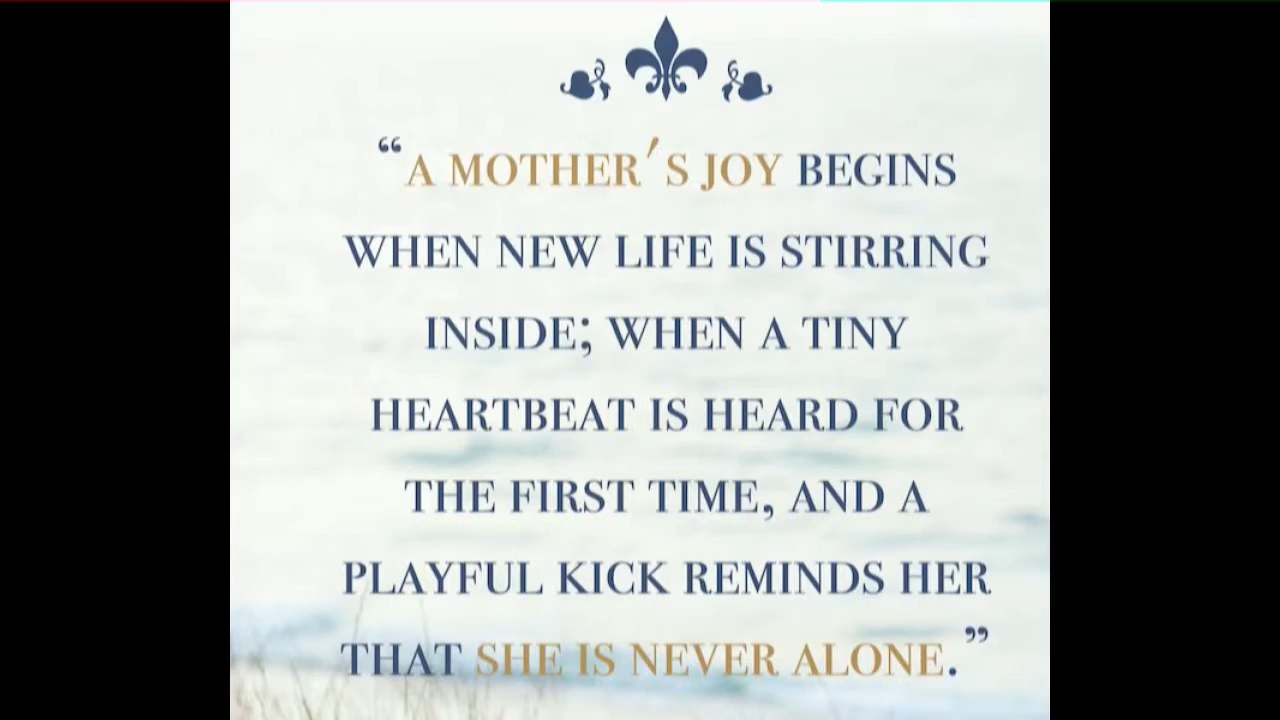 “A MOTHER'S JOY BEGINS
WHEN NEW LIFE IS STIRRING
INSIDE; WHEN A TINY
HEARTBEAT IS HEARD FOR
THE FIRST TIME, AND A
PLAYFUL KICK REMINDS HER
THAT SHE IS NEVER ALONE.”